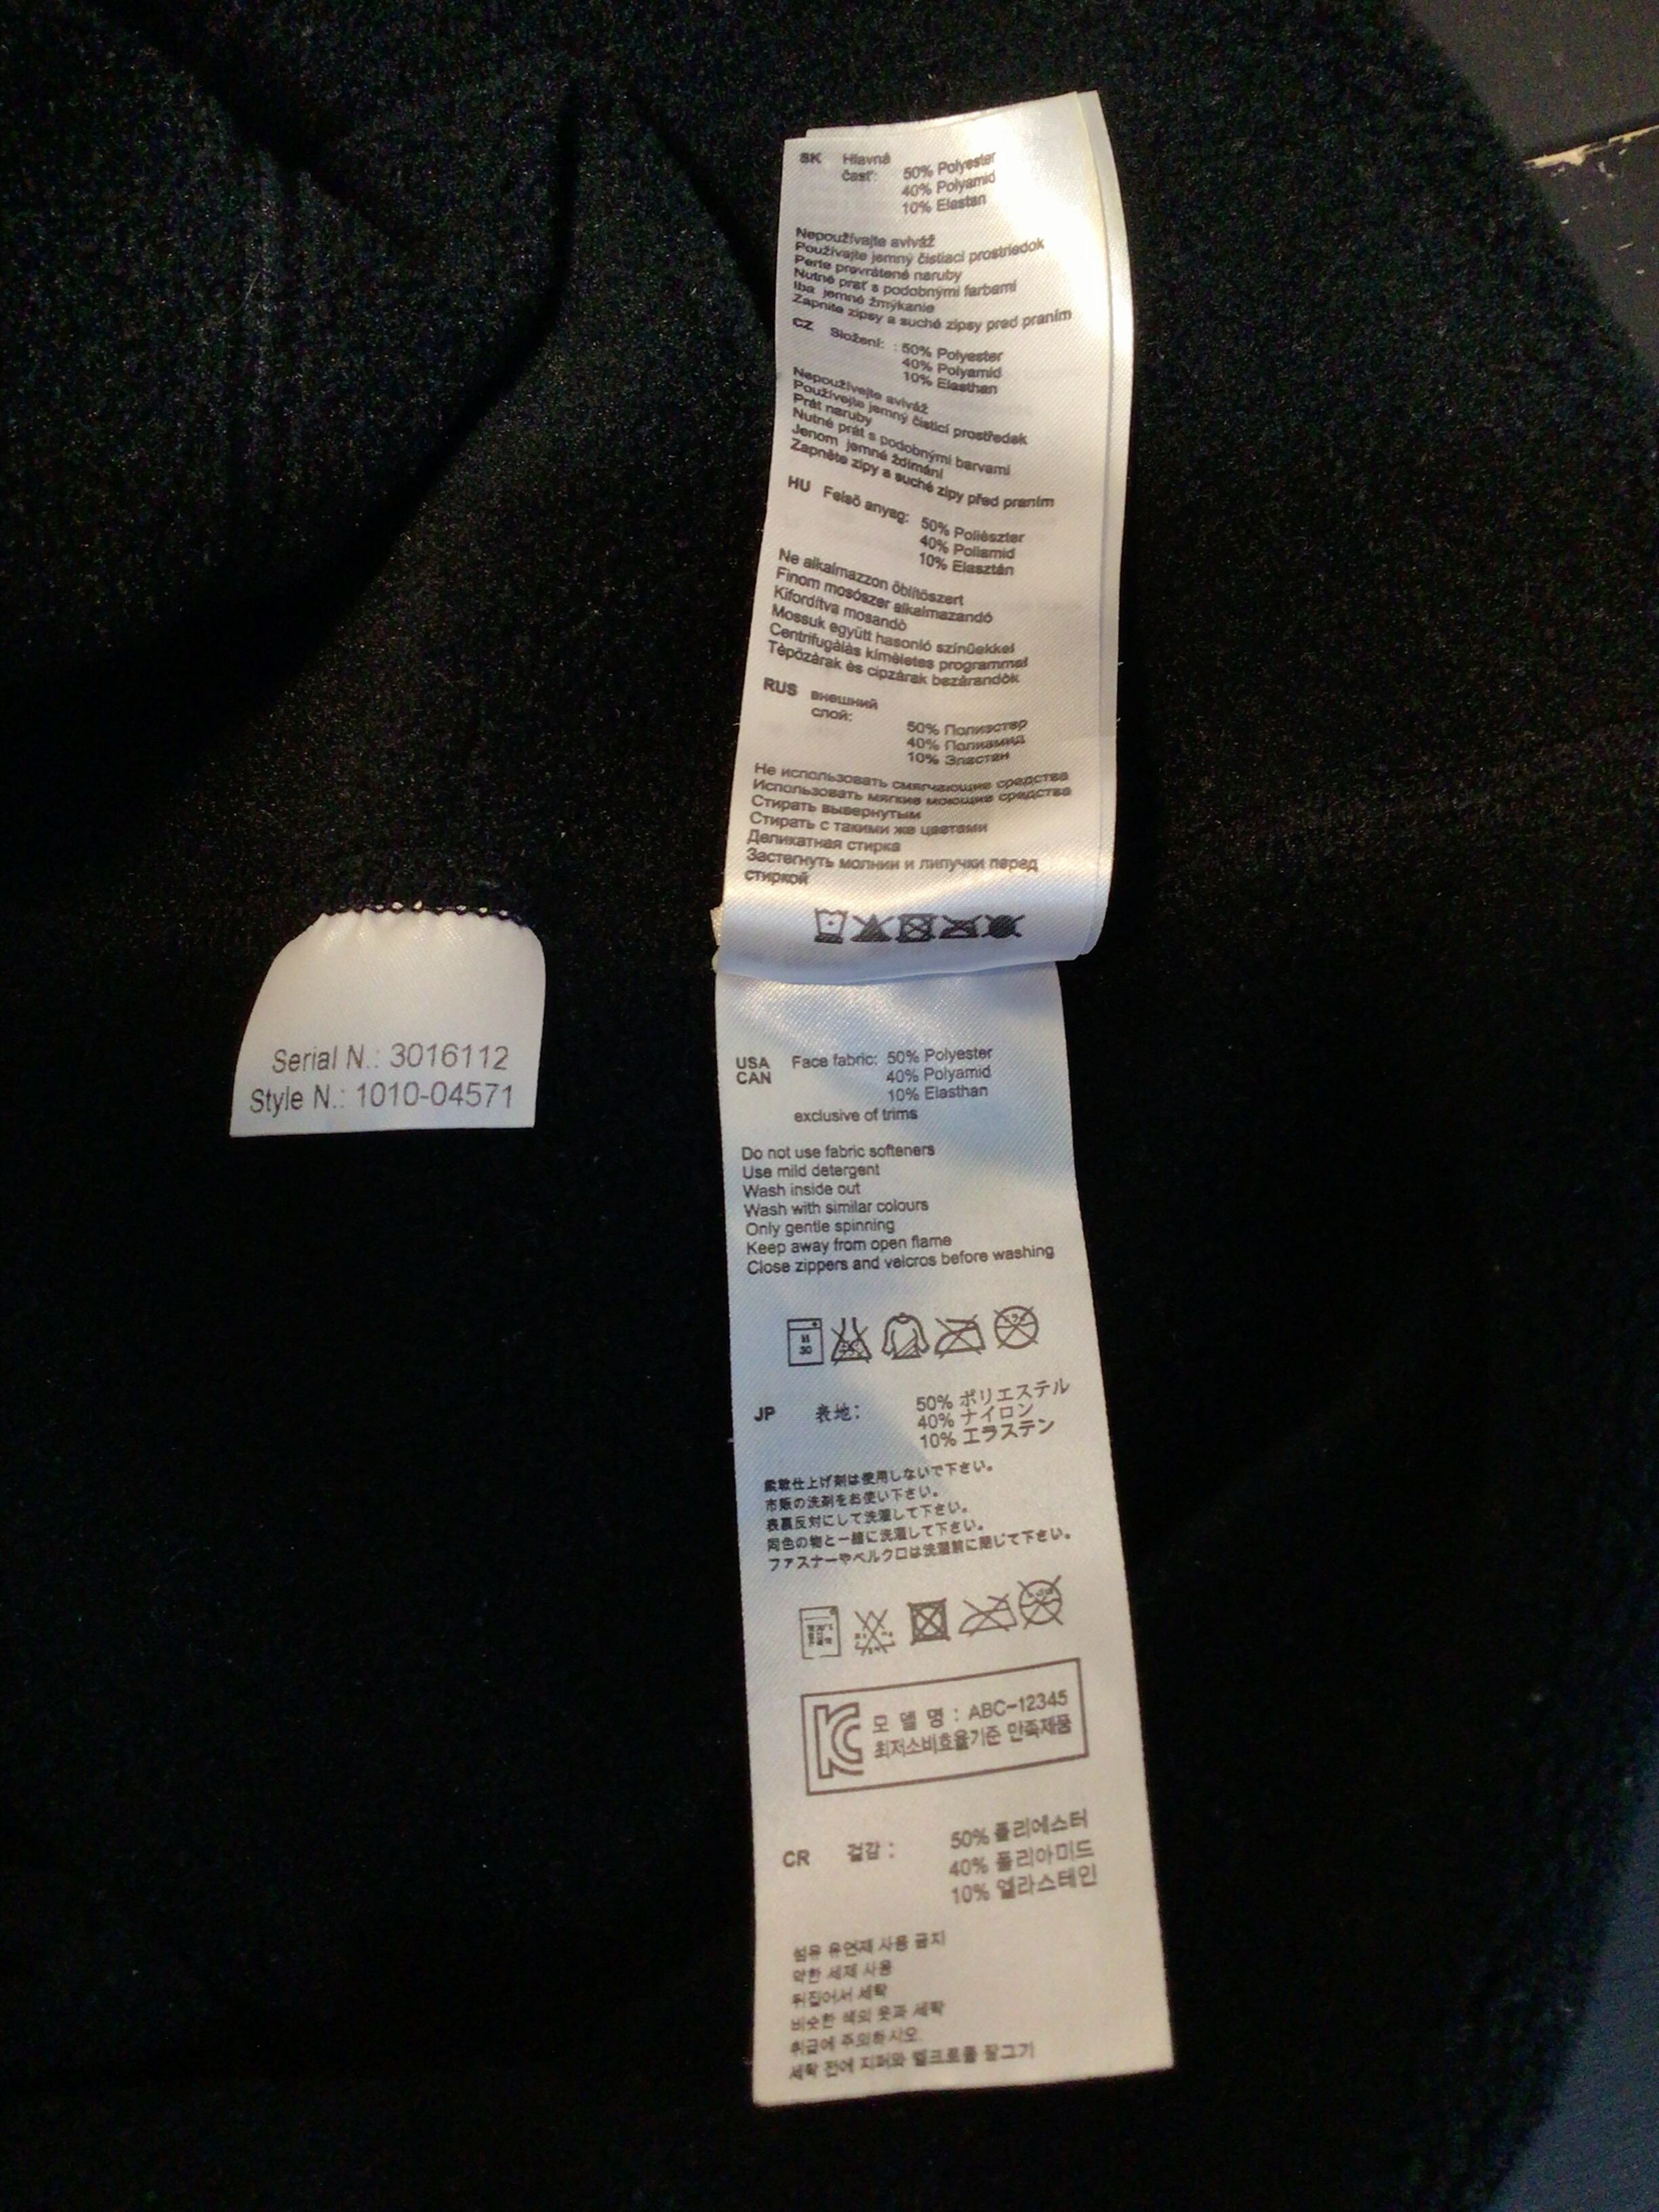 SK Hlavná
časť:
50% Polyester
40% Polyamid
10% Elastan
Nepoužívajte aviváž
Používajte jemný čistiaci prostriedok
Perte prevrátené naruby
Nutné prať s podobnými farbami
Iba jemné žmýkanie
Zapnite zipsy a suché zipsy pred praním
CZ Složení: : 50% Polyester
40% Polyamid
10% Elasthan
Nepoužívejte aviváž
Používejte jemný čisticí prostředek
Prát naruby
Nutné prát s podobnými barvami
Jenom jemné ždímání
Zapněte zipy a suché zipy před praním
HU Felső anyag: 50% Poliészter
40% Poliamid
10% Elasztán
Ne alkalmazzon öblítőszert
Finom mosószer alkalmazandó
Kifordítva mosandó
Mossuk együtt hasonló színűekkel
Centrifugálás kíméletes programmal
Tépőzárak és cipzárak bezárandók
RUS внешний
слой:
50% Полиэстер
40% Полиамид
10% Эластан
Не использовать смягчающие средства
Использовать мягкие моющие средства
Стирать вывернутым
Стирать с такими же цветами
Деликатная стирка
Застегнуть молнии и липучки перед
стиркой
Serial N.: 3016112
Style N.: 1010-04571
USA
CAN
Face fabric: 50% Polyester
40% Polyamid
10% Elasthan
exclusive of trims
Do not use fabric softeners
Use mild detergent
Wash inside out
Wash with similar colours
Only gentle spinning
Keep away from open flame
Close zippers and velcros before washing
30
JP 表地: 50% ポリエステル
40% ナイロン
10% エラステン
柔軟仕上げ剤は使用しないで下さい。
市販の洗剤をお使い下さい。
表裏反対にして洗濯して下さい。
同色の物と一緒に洗濯して下さい。
ファスナーやベルクロは洗濯前に閉じて下さい。
KC 모 델 명 : ABC-12345
최저소비효율기준 만족제품
CR 겉감 : 50% 폴리에스터
40% 폴리아미드
10% 엘라스테인
섬유 유연제 사용 금지
약한 세제 사용
뒤집어서 세탁
비슷한 색의 옷과 세탁
취급에 주의하시오.
세탁 전에 지퍼와 벨크로를 잠그기